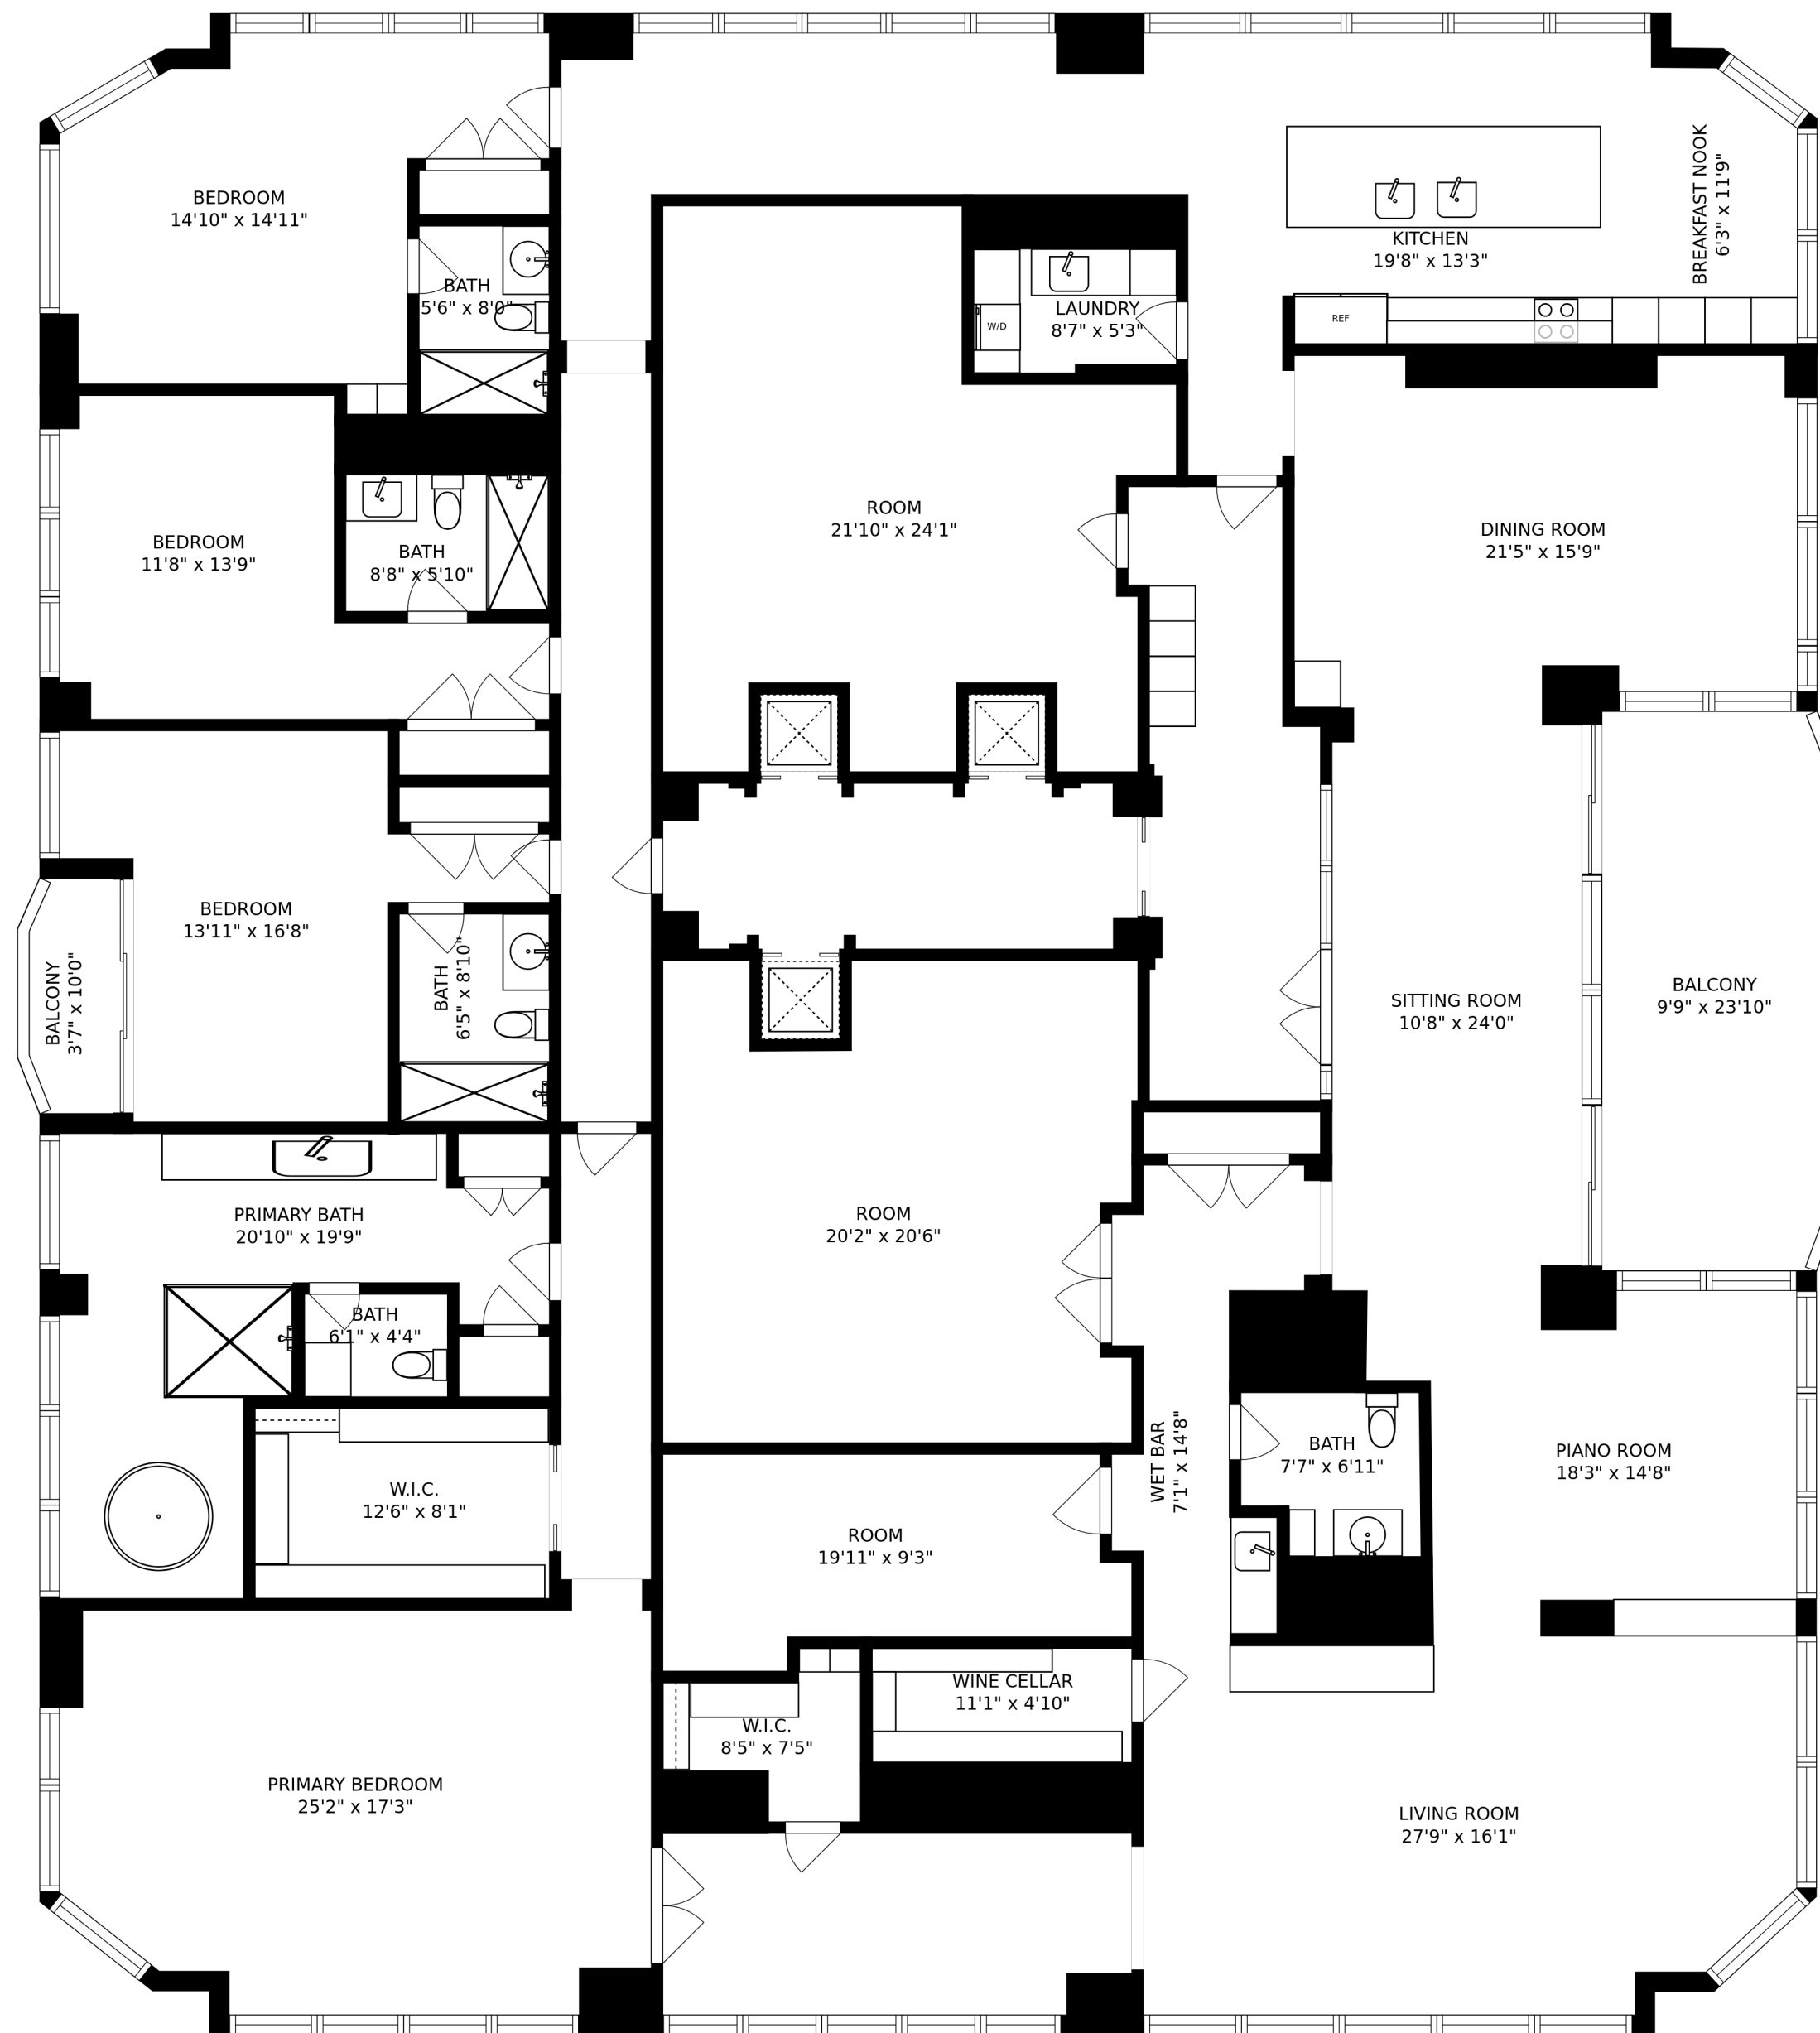 BEDROOM
14'10" x 14'11"
BREAKFAST NOOK
6'3" x 11'9"
KITCHEN
19'8" x 13'3"
BATH
5'6" x 8'0"
LAUNDRY
8'7" x 5'3"
W/D
REF
BEDROOM
11'8" x 13'9"
BATH
8'8" x 5'10"
ROOM
21'10" x 24'1"
DINING ROOM
21'5" x 15'9"
BEDROOM
13'11" x 16'8"
BALCONY
3'7" x 10'0"
BATH
6'5" x 8'10"
SITTING ROOM
10'8" x 24'0"
BALCONY
9'9" x 23'10"
PRIMARY BATH
20'10" x 19'9"
ROOM
20'2" x 20'6"
BATH
6'1" x 4'4"
WET BAR
7'1" x 14'8"
BATH
7'7" x 6'11"
PIANO ROOM
18'3" x 14'8"
W.I.C.
12'6" x 8'1"
ROOM
19'11" x 9'3"
WINE CELLAR
11'1" x 4'10"
W.I.C.
8'5" x 7'5"
PRIMARY BEDROOM
25'2" x 17'3"
LIVING ROOM
27'9" x 16'1"